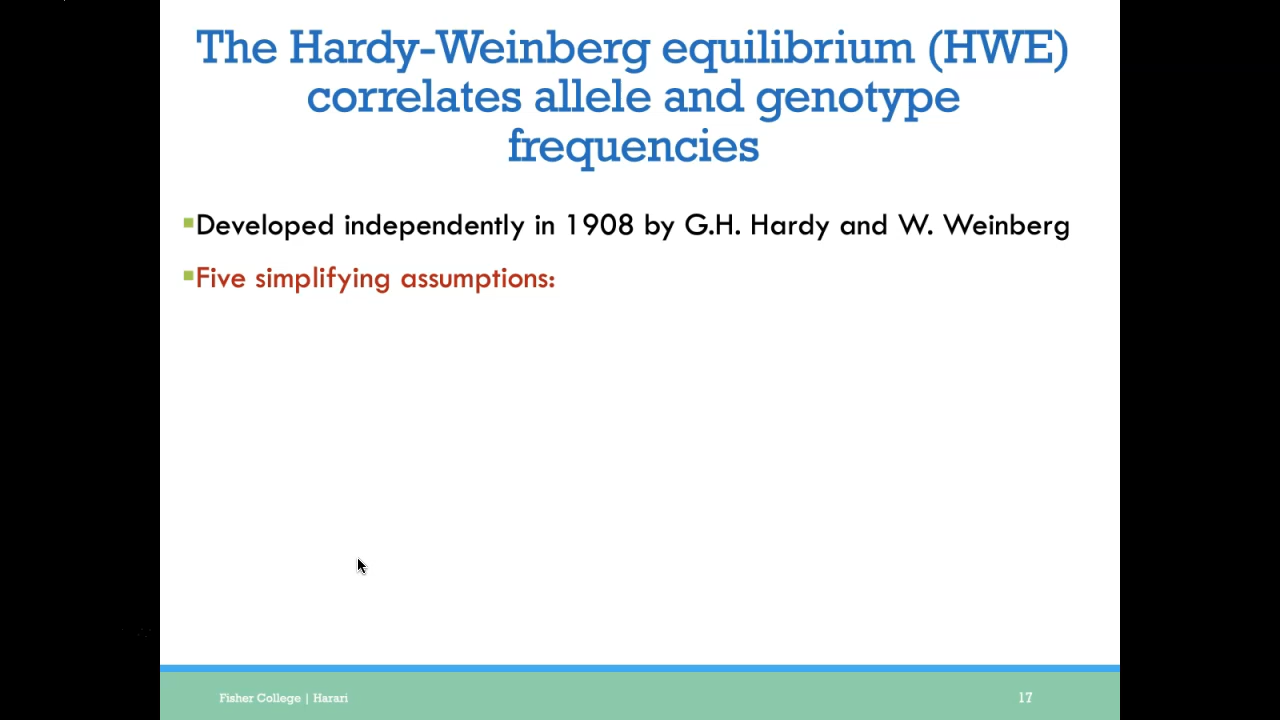 The Hardy-Weinberg equilibrium (HWE)
correlates allele and genotype
frequencies
Developed independently in 1908 by G.H. Hardy and W. Weinberg
Five simplifying assumptions:
Fisher College | Harari
17